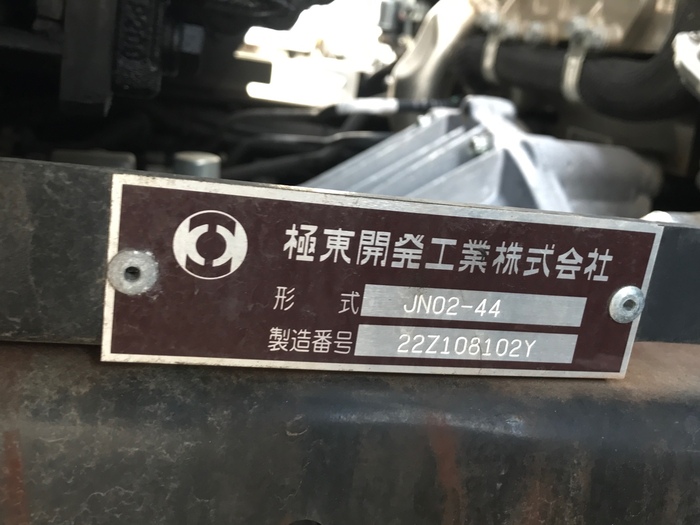 極東開発工業株式会社
形 式 JN02-44
製造番号 22Z108102Y